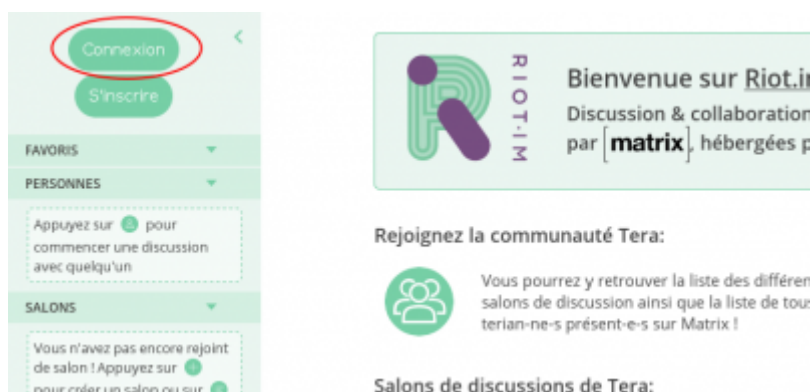 Connexion
S'inscrire
FAVORIS
PERSONNES
Appuyez sur pour
commencer une discussion
avec quelqu'un
SALONS
Vous n'avez pas encore rejoint
de salon ! Appuyez sur
pour créer un salon ou sur
RIOT.IM
Bienvenue sur
Discussion & collaboration
par [matrix], hébergées
Rejoignez la communauté Tera:
Vous pourrez y retrouver la liste des
salons de discussion ainsi que la liste de tous
terian-ne-s présent-e-s sur Matrix !
Salons de discussions de Tera: